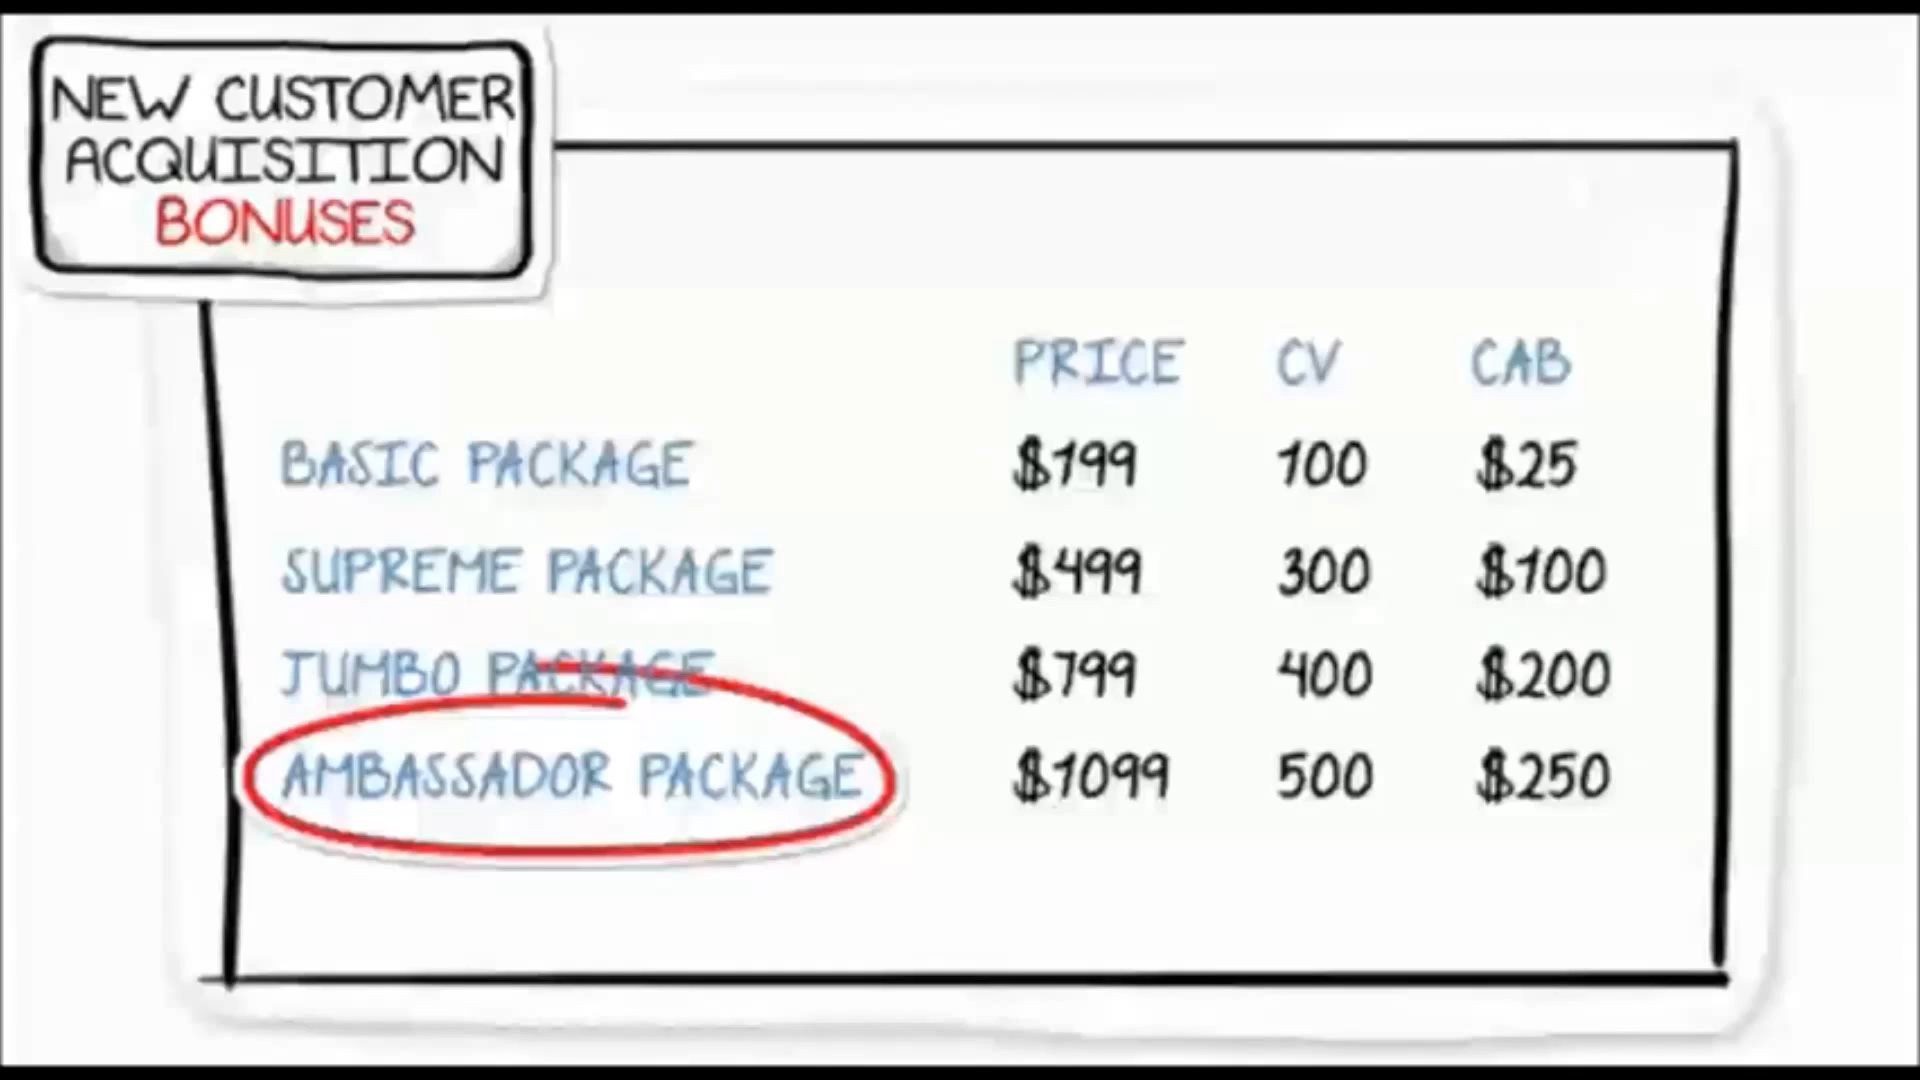 NEW CUSTOMER
ACQUISITION
BONUSES
PRICE CV CAB
BASIC PACKAGE $199 100 $25
SUPREME PACKAGE $499 300 $100
JUMBO PACKAGE $799 400 $200
AMBASSADOR PACKAGE $1099 500 $250